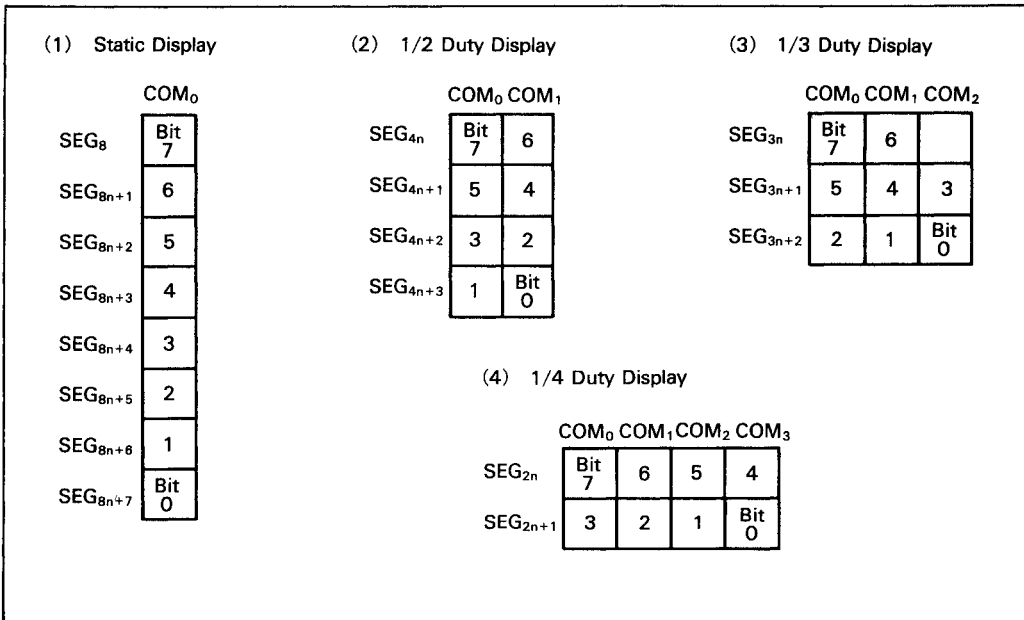 (1) Static Display
COM₀
SEG₈ Bit 7
SEG₈ₙ₊₁ 6
SEG₈ₙ₊₂ 5
SEG₈ₙ₊₃ 4
SEG₈ₙ₊₄ 3
SEG₈ₙ₊₅ 2
SEG₈ₙ₊₆ 1
SEG₈ₙ₊₇ Bit 0
(2) 1/2 Duty Display
COM₀ COM₁
SEG₄ₙ Bit 7 6
SEG₄ₙ₊₁ 5 4
SEG₄ₙ₊₂ 3 2
SEG₄ₙ₊₃ 1 Bit 0
(3) 1/3 Duty Display
COM₀ COM₁ COM₂
SEG₃ₙ Bit 7 6
SEG₃ₙ₊₁ 5 4 3
SEG₃ₙ₊₂ 2 1 Bit 0
(4) 1/4 Duty Display
COM₀ COM₁ COM₂ COM₃
SEG₂ₙ Bit 7 6 5 4
SEG₂ₙ₊₁ 3 2 1 Bit 0